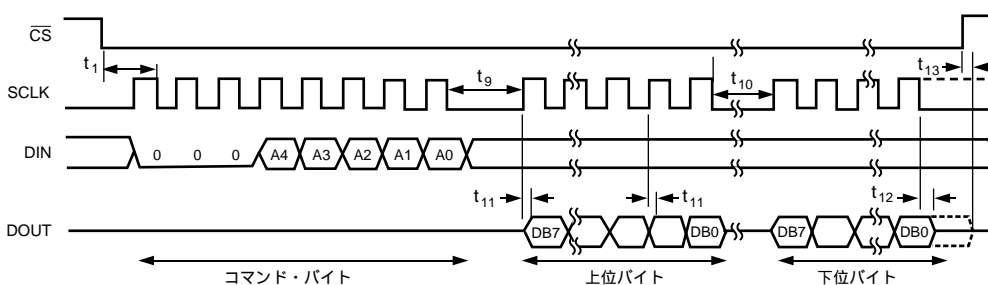 CS
t1 t13
SCLK t9 t10
DIN 0 0 0 A4 A3 A2 A1 A0
t11 t11 t12
DOUT DB7 DB0 DB7 DB0
コマンド・バイト 上位バイト 下位バイト